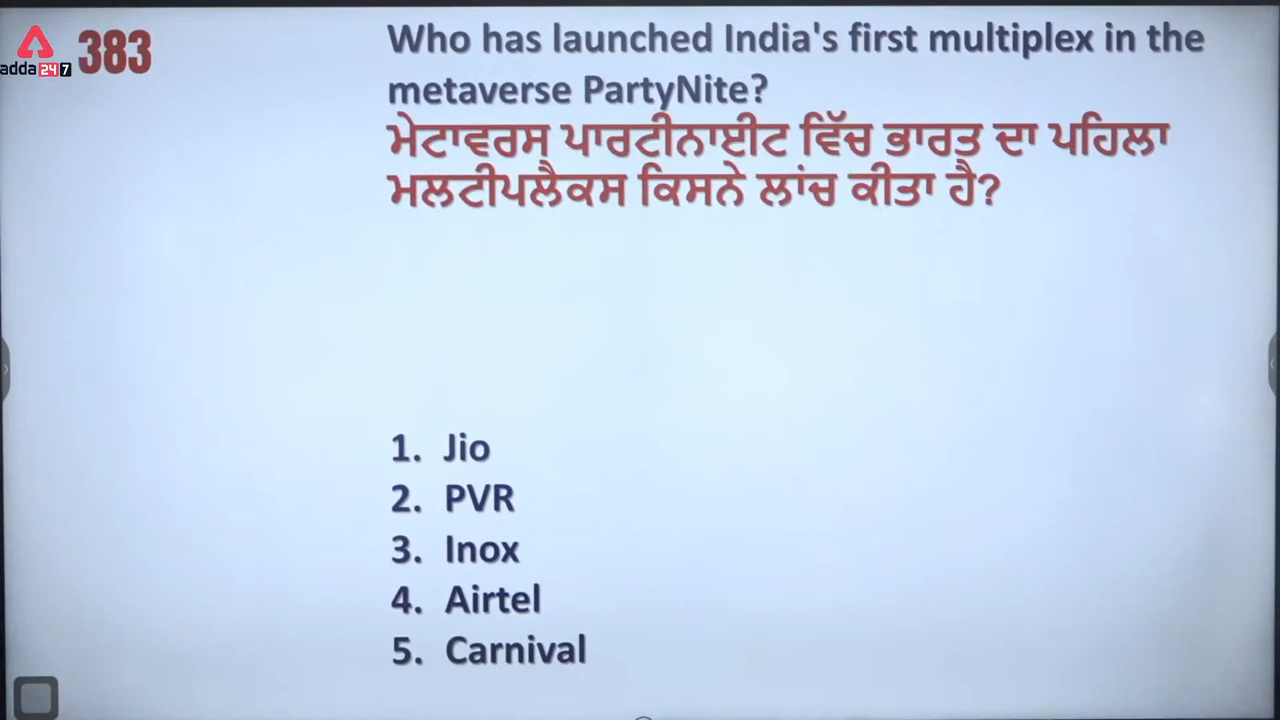 adda247
383
Who has launched India's first multiplex in the
metaverse PartyNite?
ਮੇਟਾਵਰਸ ਪਾਰਟੀਨਾਈਟ ਵਿੱਚ ਭਾਰਤ ਦਾ ਪਹਿਲਾ
ਮਲਟੀਪਲੈਕਸ ਕਿਸਨੇ ਲਾਂਚ ਕੀਤਾ ਹੈ?
1. Jio
2. PVR
3. Inox
4. Airtel
5. Carnival